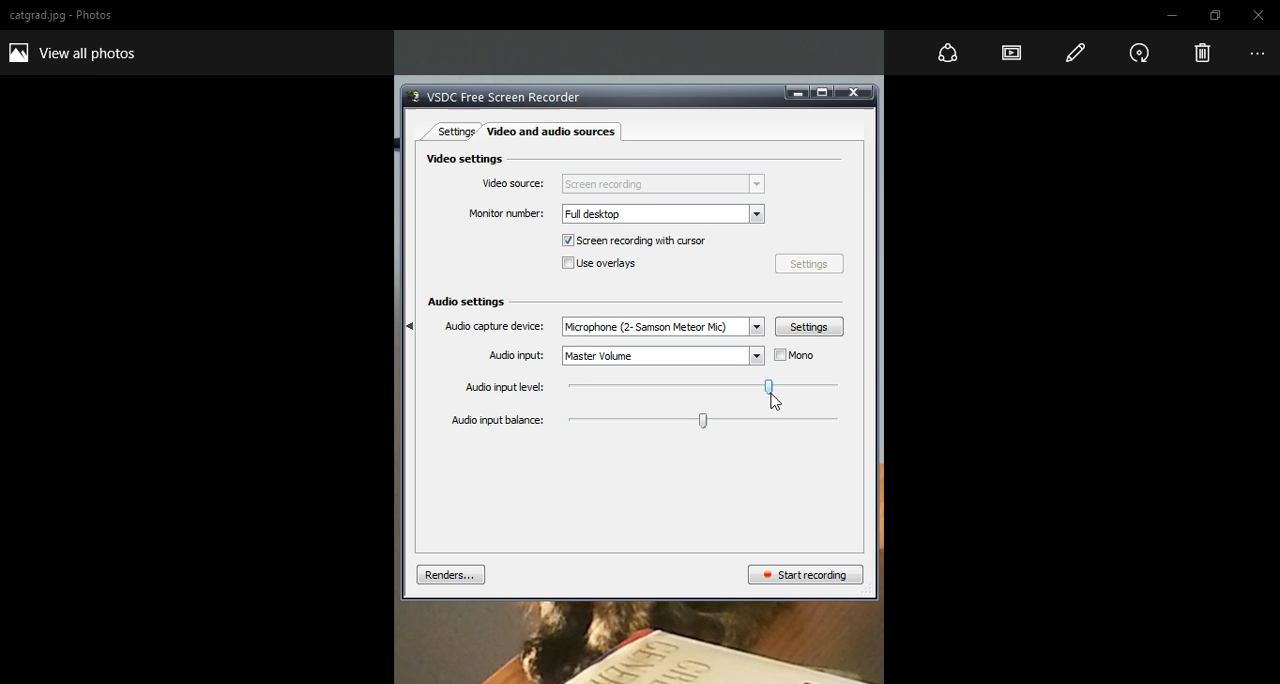 catgrad.jpg - Photos
View all photos
VSDC Free Screen Recorder
Settings Video and audio sources
Video settings
Video source: Screen recording
Monitor number: Full desktop
Screen recording with cursor
Use overlays Settings
Audio settings
Audio capture device: Microphone (2- Samson Meteor Mic) Settings
Audio input: Master Volume Mono
Audio input level:
Audio input balance:
Renders... Start recording